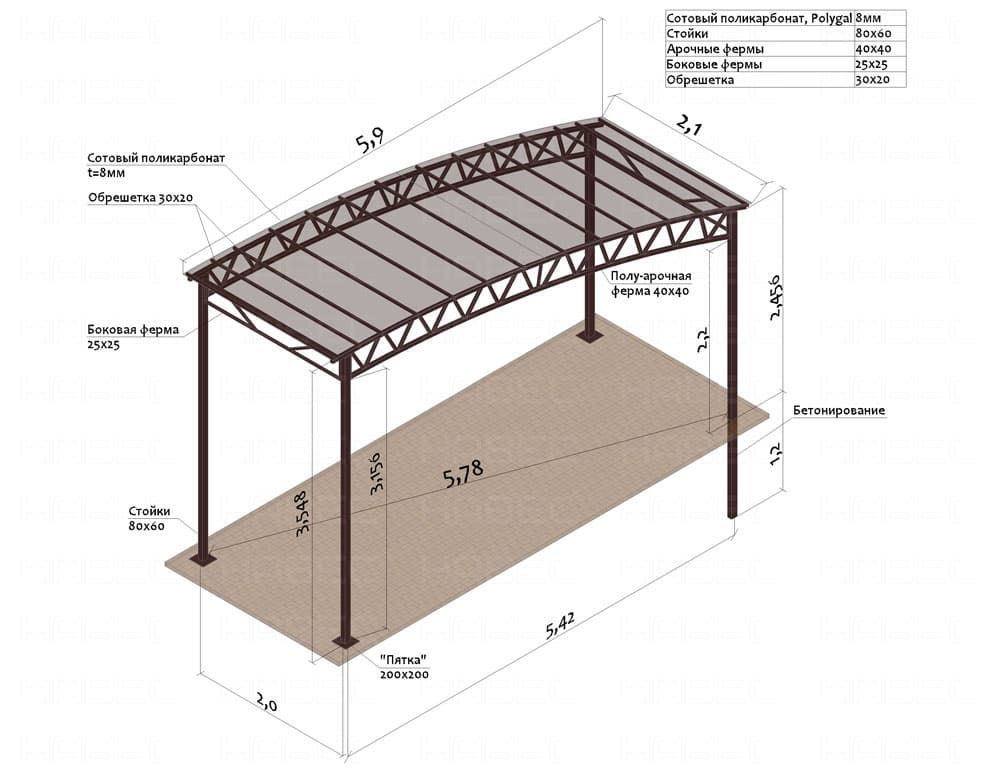 Сотовый поликарбонат, Polygal 8мм
Стойки 80х60
Арочные фермы 40х40
Боковые фермы 25х25
Обрешетка 30х20
5,9
2,1
Сотовый поликарбонат
t=8мм
Обрешетка 30х20
Полу-арочная
ферма 40х40
2,456
Боковая ферма
25х25
2,2
Бетонирование
1,2
3,156
5,78
3,548
Стойки
80х60
5,42
"Пятка"
200х200
2,0